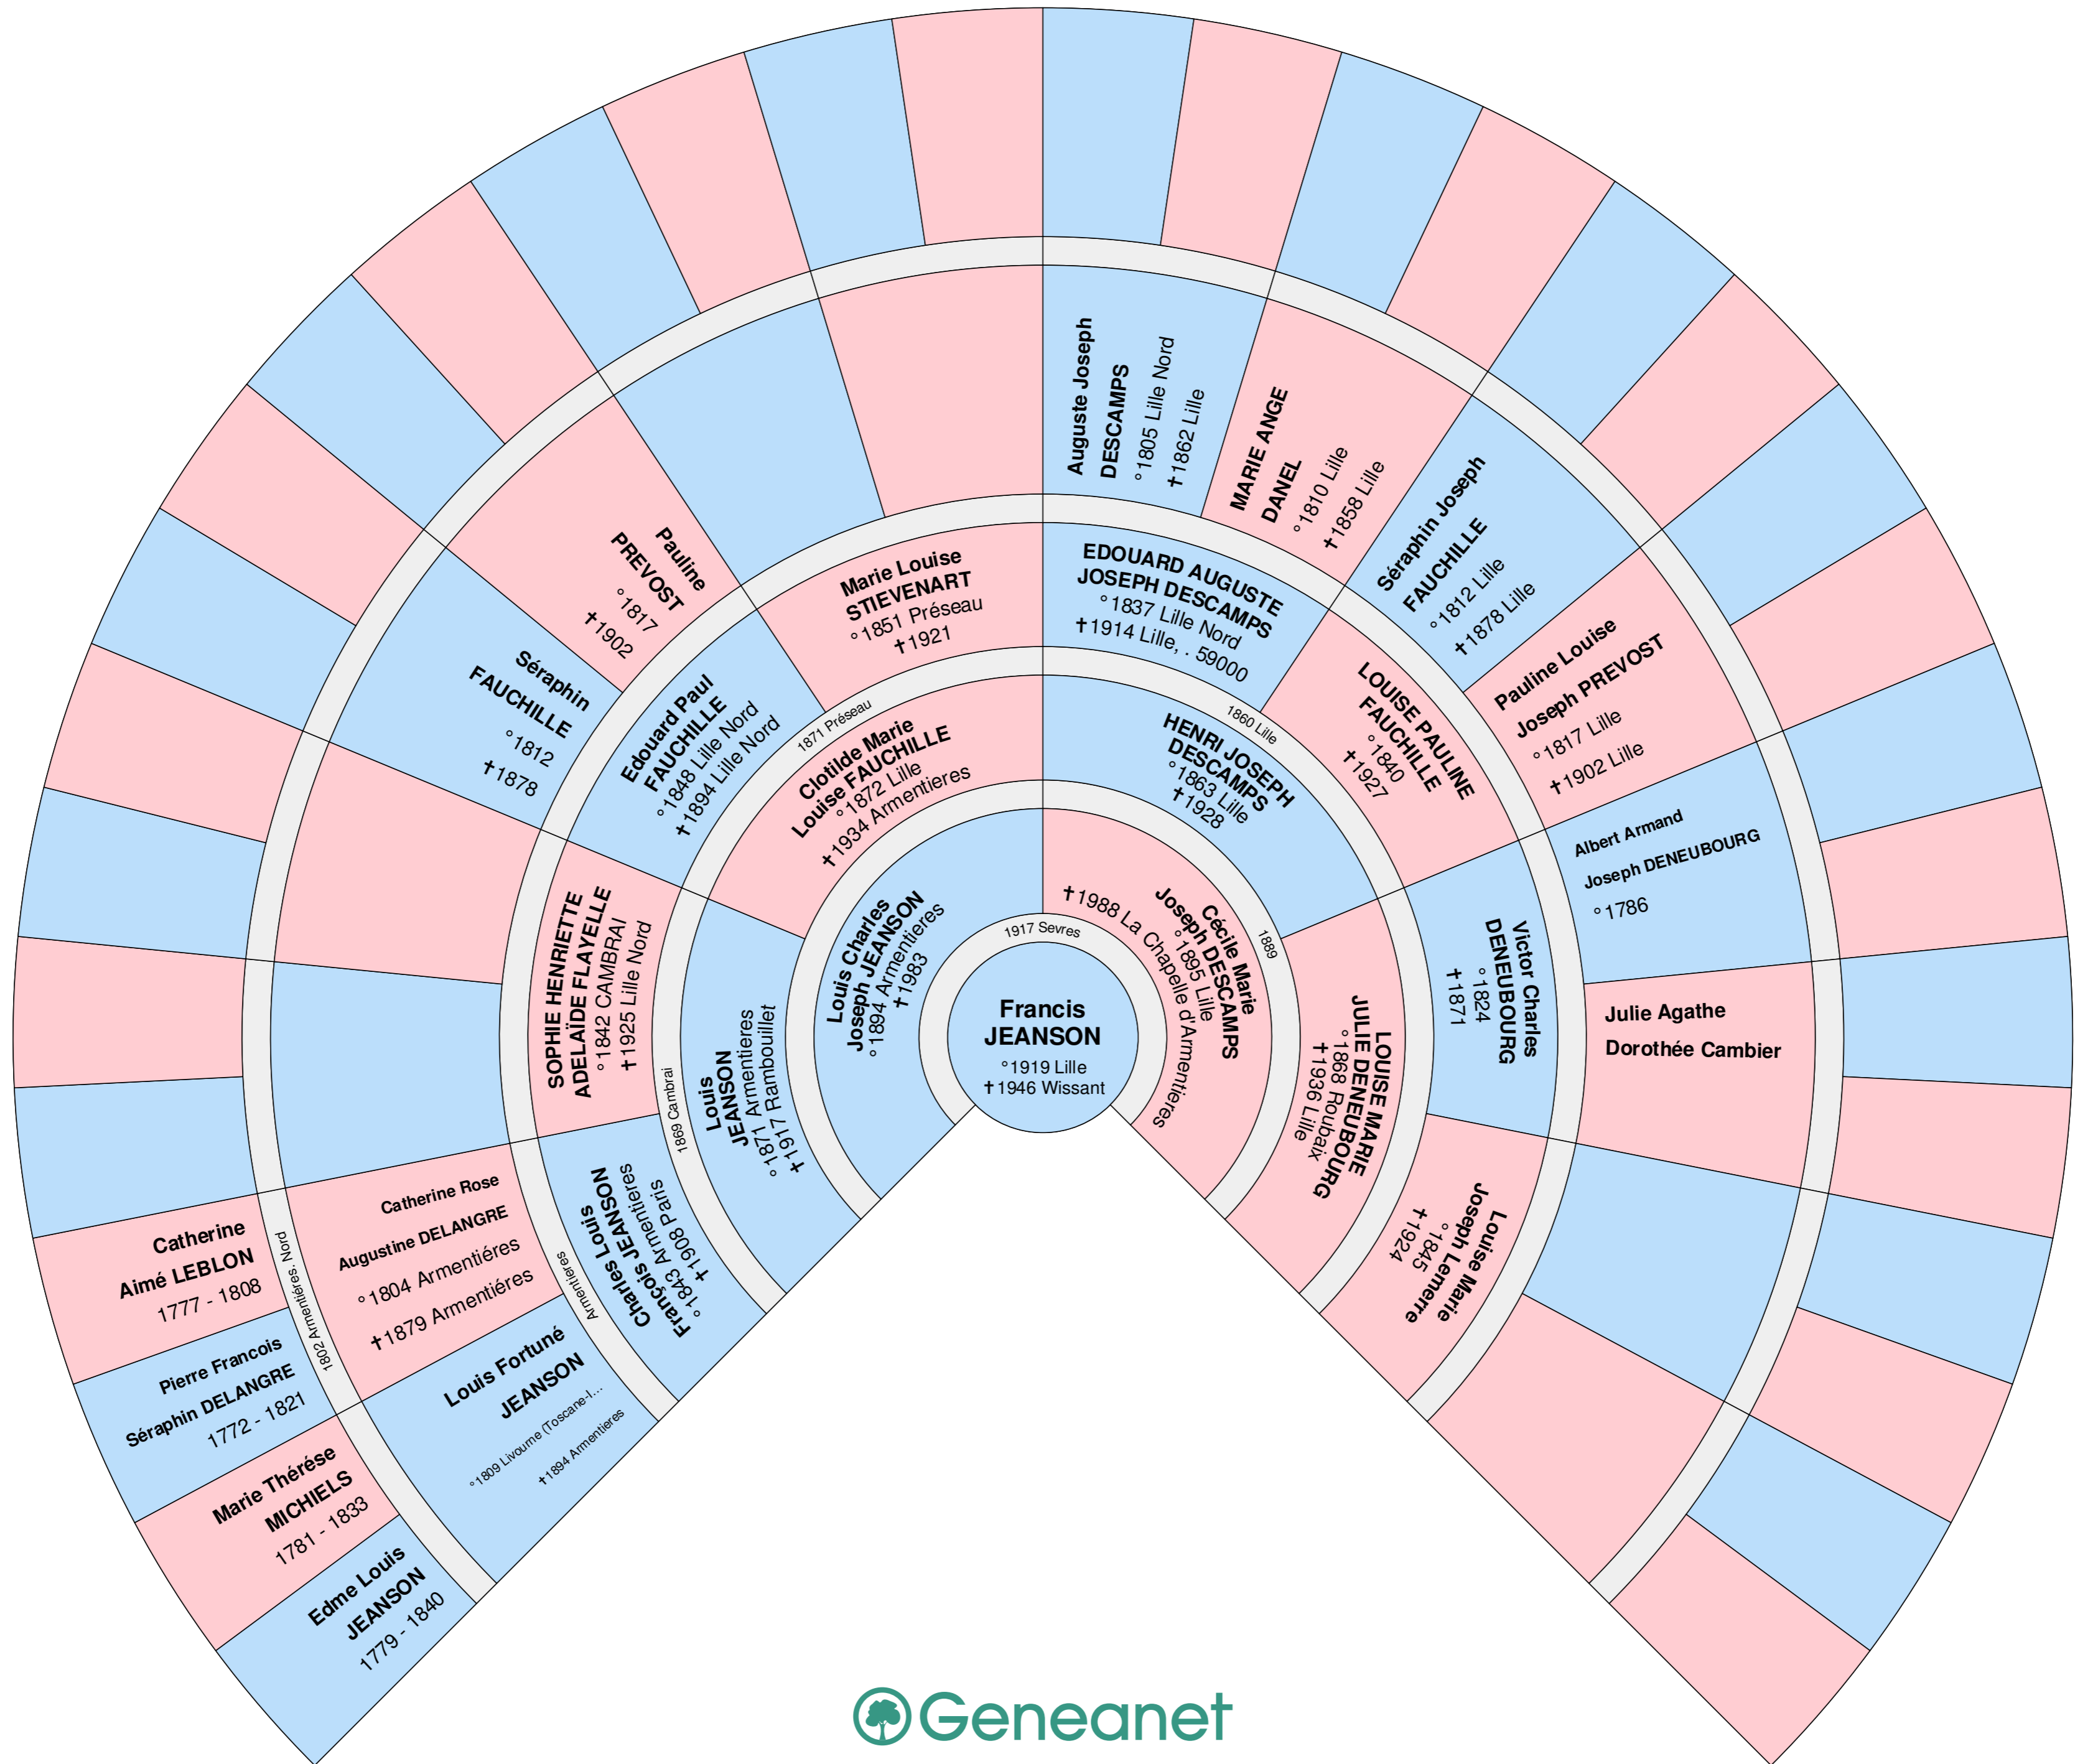 Francis
JEANSON
°1919 Lille
✝1946 Wissant
1917 Sevres
Louis Charles
Joseph JEANSON
°1894 Armentieres
✝1983
Cécile Marie
Joseph DESCAMPS
°1895 Lille
✝1988 La Chapelle d'Armentières
Louis
JEANSON
°1871 Armentieres
✝1917 Rambouillet
Clotilde Marie
Louise FAUCHILLE
°1872 Lille
✝1934 Armentieres
1889
HENRI JOSEPH
DESCAMPS
°1863 Lille
✝1928
LOUISE MARIE
JULIE DENEUBOURG
°1868 Roubaix
✝1936 Lille
1869 Cambrai
Charles Louis
François JEANSON
°1843 Armentières
✝1908 Paris
SOPHIE HENRIETTE
ADELAÏDE FLAYELLE
°1842 CAMBRAI
✝1925 Lille Nord
1871 Préseau
Edouard Paul
FAUCHILLE
°1848 Lille Nord
✝1894 Lille Nord
Marie Louise
STIEVENART
°1851 Préseau
✝1921
1860 Lille
EDOUARD AUGUSTE
JOSEPH DESCAMPS
°1837 Lille Nord
✝1914 Lille, . 59000
LOUISE PAULINE
FAUCHILLE
°1840
✝1927
Victor Charles
DENEUBOURG
°1824
✝1871
Louise Marie
Joseph Lemerre
°1845
✝1924
Armentieres
Louis Fortuné
JEANSON
°1809 Livourne (Toscane-I...
✝1894 Armentieres
Catherine Rose
Augustine DELANGRE
°1804 Armentiéres
✝1879 Armentiéres
Séraphin
FAUCHILLE
°1812
✝1878
Pauline
PREVOST
°1817
✝1902
Auguste Joseph
DESCAMPS
°1805 Lille Nord
✝1862 Lille
MARIE ANGE
DANEL
°1810 Lille
✝1858 Lille
Séraphin Joseph
FAUCHILLE
°1812 Lille
✝1878 Lille
Pauline Louise
Joseph PREVOST
°1817 Lille
✝1902 Lille
Albert Armand
Joseph DENEUBOURG
°1786
Julie Agathe
Dorothée Cambier
1802 Armentières, Nord
Catherine
Aimé LEBLON
1777 - 1808
Pierre Francois
Séraphin DELANGRE
1772 - 1821
Marie Thérése
MICHIELS
1781 - 1833
Edme Louis
JEANSON
1779 - 1840
Geneanet